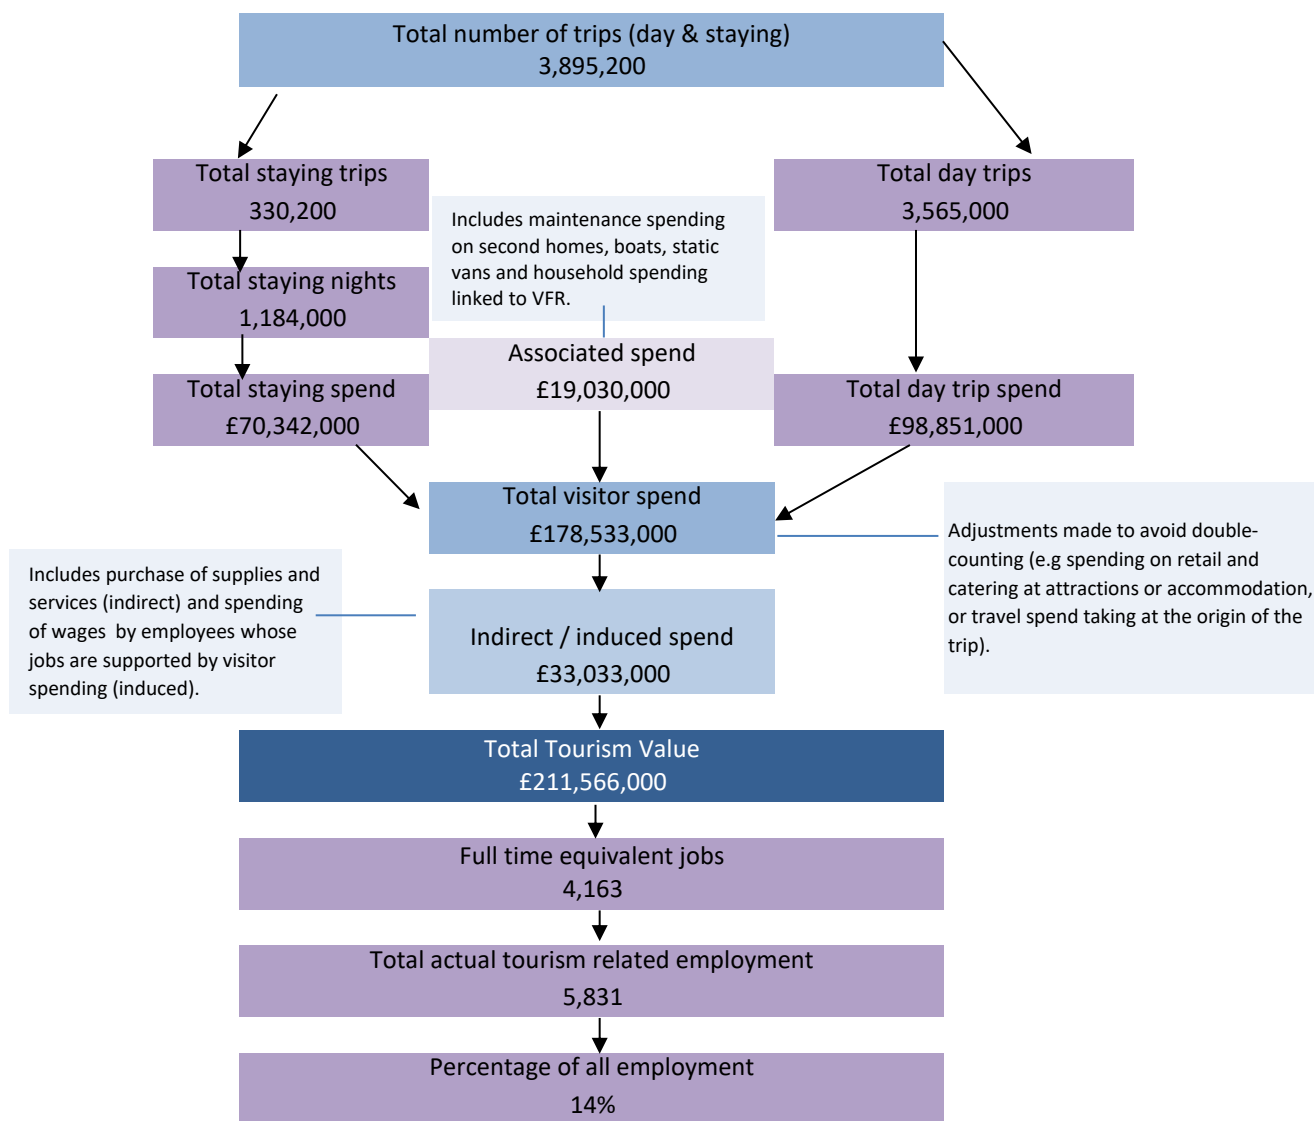 Total number of trips (day & staying)
3,895,200
Total staying trips
330,200
Total day trips
3,565,000
Includes maintenance spending
on second homes, boats, static
vans and household spending
linked to VFR.
Total staying nights
1,184,000
Associated spend
£19,030,000
Total staying spend
£70,342,000
Total day trip spend
£98,851,000
Total visitor spend
£178,533,000
Adjustments made to avoid double-
counting (e.g spending on retail and
catering at attractions or accommodation,
or travel spend taking at the origin of the
trip).
Includes purchase of supplies and
services (indirect) and spending
of wages by employees whose
jobs are supported by visitor
spending (induced).
Indirect / induced spend
£33,033,000
Total Tourism Value
£211,566,000
Full time equivalent jobs
4,163
Total actual tourism related employment
5,831
Percentage of all employment
14%